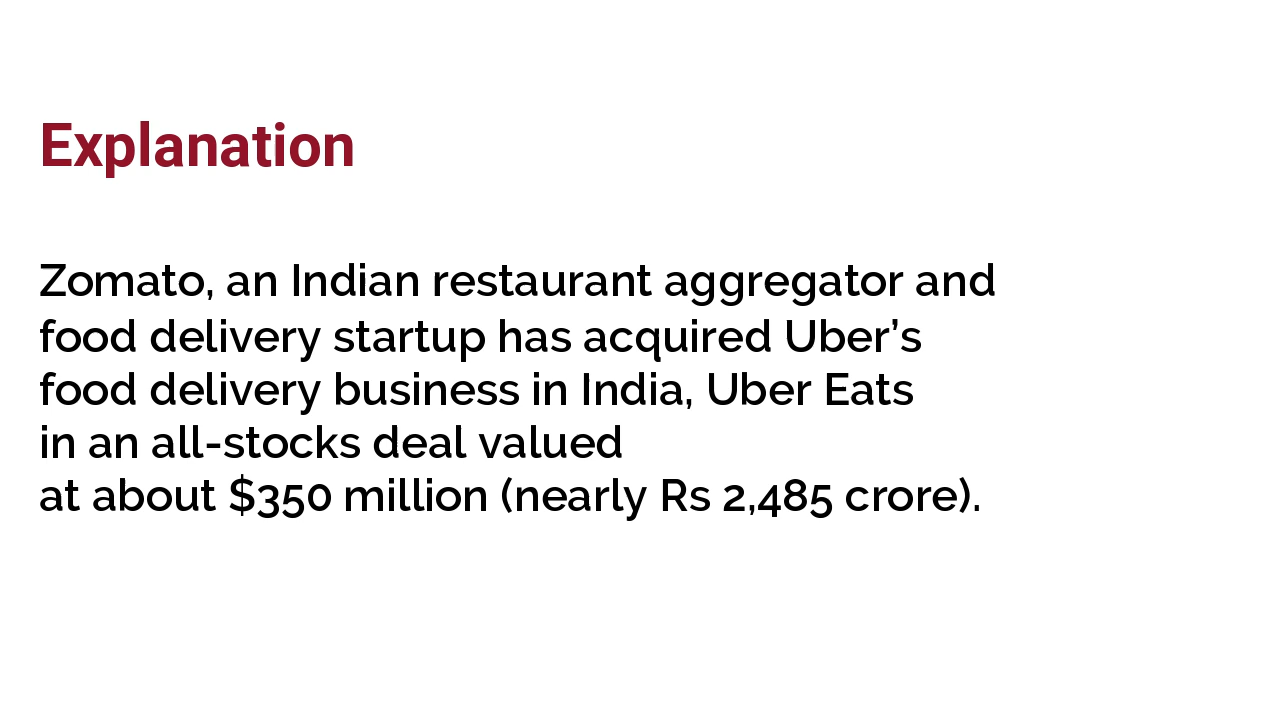 Explanation
Zomato, an Indian restaurant aggregator and
food delivery startup has acquired Uber’s
food delivery business in India, Uber Eats
in an all-stocks deal valued
at about $350 million (nearly Rs 2,485 crore).